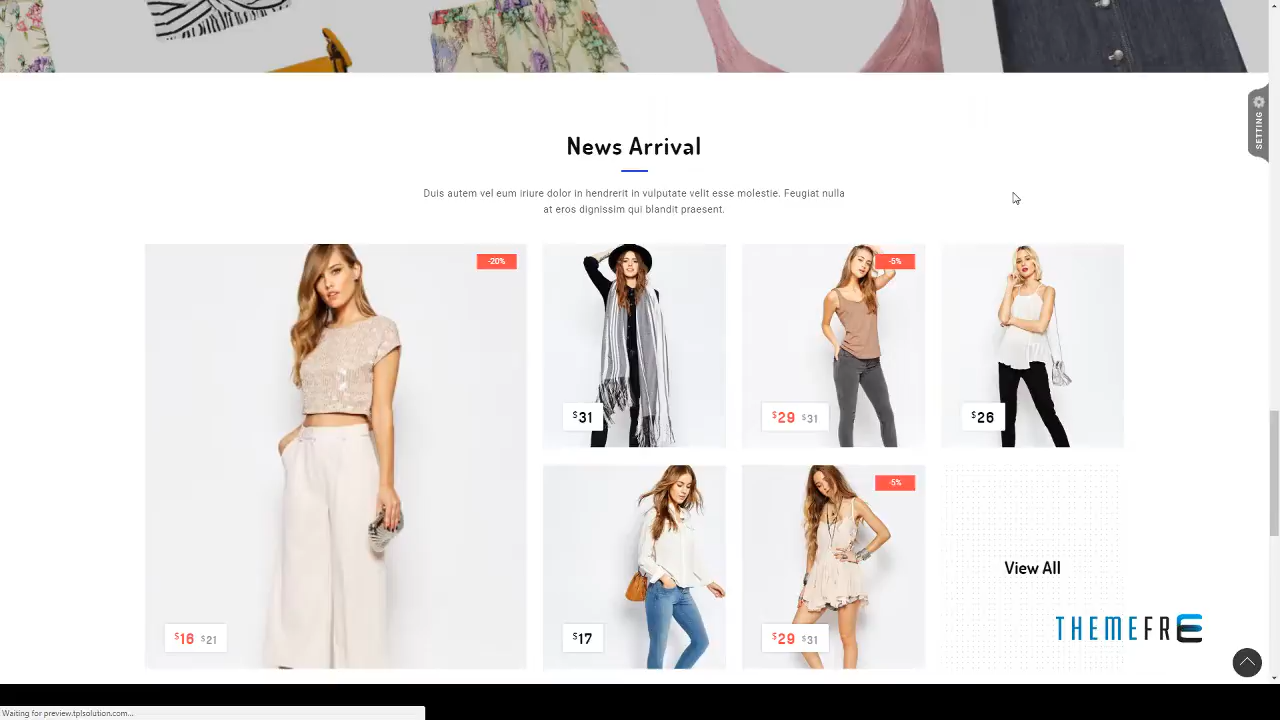 SETTING
News Arrival
Duis autem vel eum iriure dolor in hendrerit in vulputate velit esse molestie. Feugiat nulla
at eros dignissim qui blandit praesent.
-20%
-5%
$31
$29 $31
$26
-5%
View All
THEMEFRE
$16 $21
$17
$29 $31
Waiting for preview.tplsolution.com...